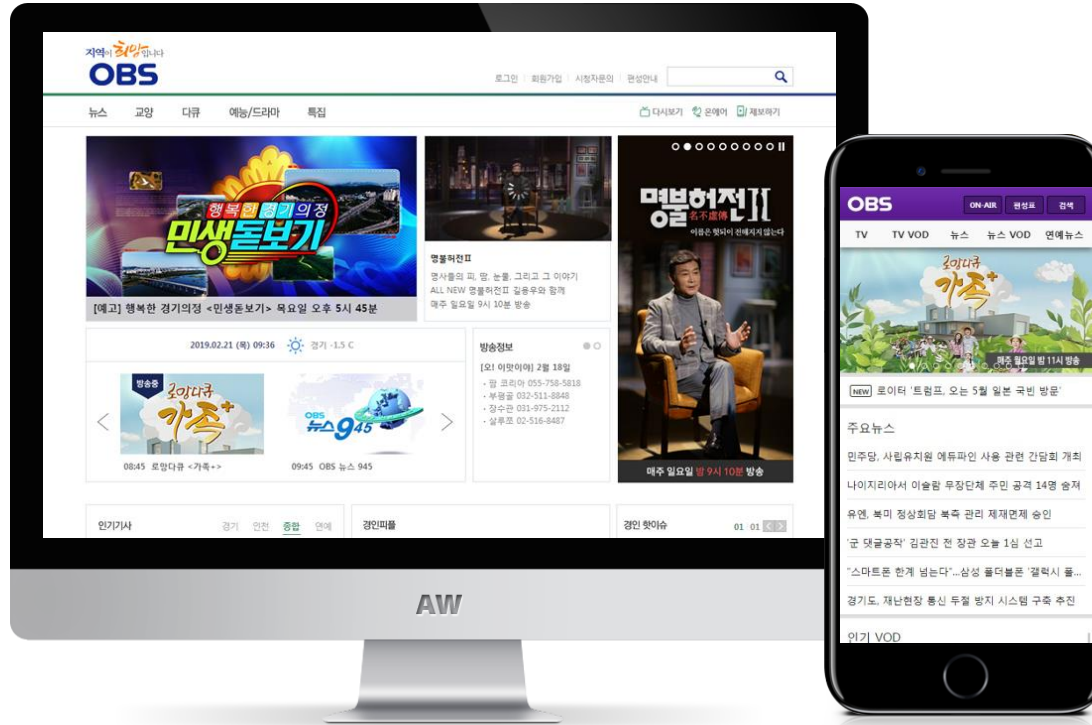 지역이 희망입니다
OBS
로그인 회원가입 시청자문의 편성안내
뉴스 교양 다큐 예능/드라마 특집
다시보기 온에어 제보하기
행복한 경기의정
민생돋보기
[예고] 행복한 경기의정 <민생돋보기> 목요일 오후 5시 45분
명불허전Ⅱ
명사들의 피, 땀, 눈물, 그리고 그 이야기
ALL NEW 명불허전Ⅱ 길용우와 함께
매주 일요일 9시 10분 방송
명불허전Ⅱ
名不虛傳
이름은 헛되이 전해지지 않는다
매주 일요일 밤 9시 10분 방송
2019.02.21 (목) 09:36 경기 -1.5 C
방송중
로망다큐
가족+
OBS
뉴스945
08:45 로망다큐 <가족+>
09:45 OBS 뉴스 945
방송정보
[오! 이맛이야] 2월 18일
- 맘 코리아 055-758-5818
- 부평골 032-511-8848
- 장수관 031-975-2112
- 살루쪼 02-516-8487
인기기사 경기 인천 종합 연예
경인피플
경인 핫이슈 01 01
AW
OBS ON-AIR 편성표 검색
TV TV VOD 뉴스 뉴스 VOD 연예뉴스
로망다큐
가족+
매주 월요일 밤 11시 방송
NEW 로이터 '트럼프, 오는 5월 일본 국빈 방문'
주요뉴스
민주당, 사립유치원 에듀파인 사용 관련 간담회 개최
나이지리아서 이슬람 무장단체 주민 공격 14명 숨져
유엔, 북미 정상회담 북측 관리 제재면제 승인
'군 댓글공작' 김관진 전 장관 오늘 1심 선고
"스마트폰 한계 넘는다"...삼성 폴더블폰 '갤럭시 폴...
경기도, 재난현장 통신 두절 방지 시스템 구축 추진
인기 VOD